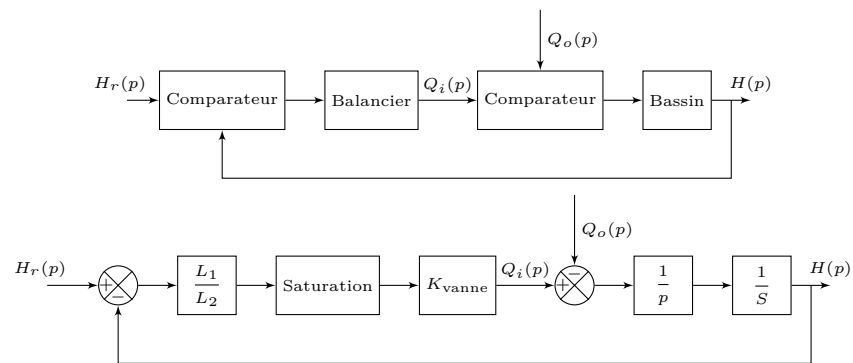 Q_o(p)
H_r(p) Comparateur Balancier Q_i(p) Comparateur Bassin H(p)
Q_o(p)
H_r(p) + − L_1/L_2 Saturation K_vanne Q_i(p) + − 1/p 1/S H(p)